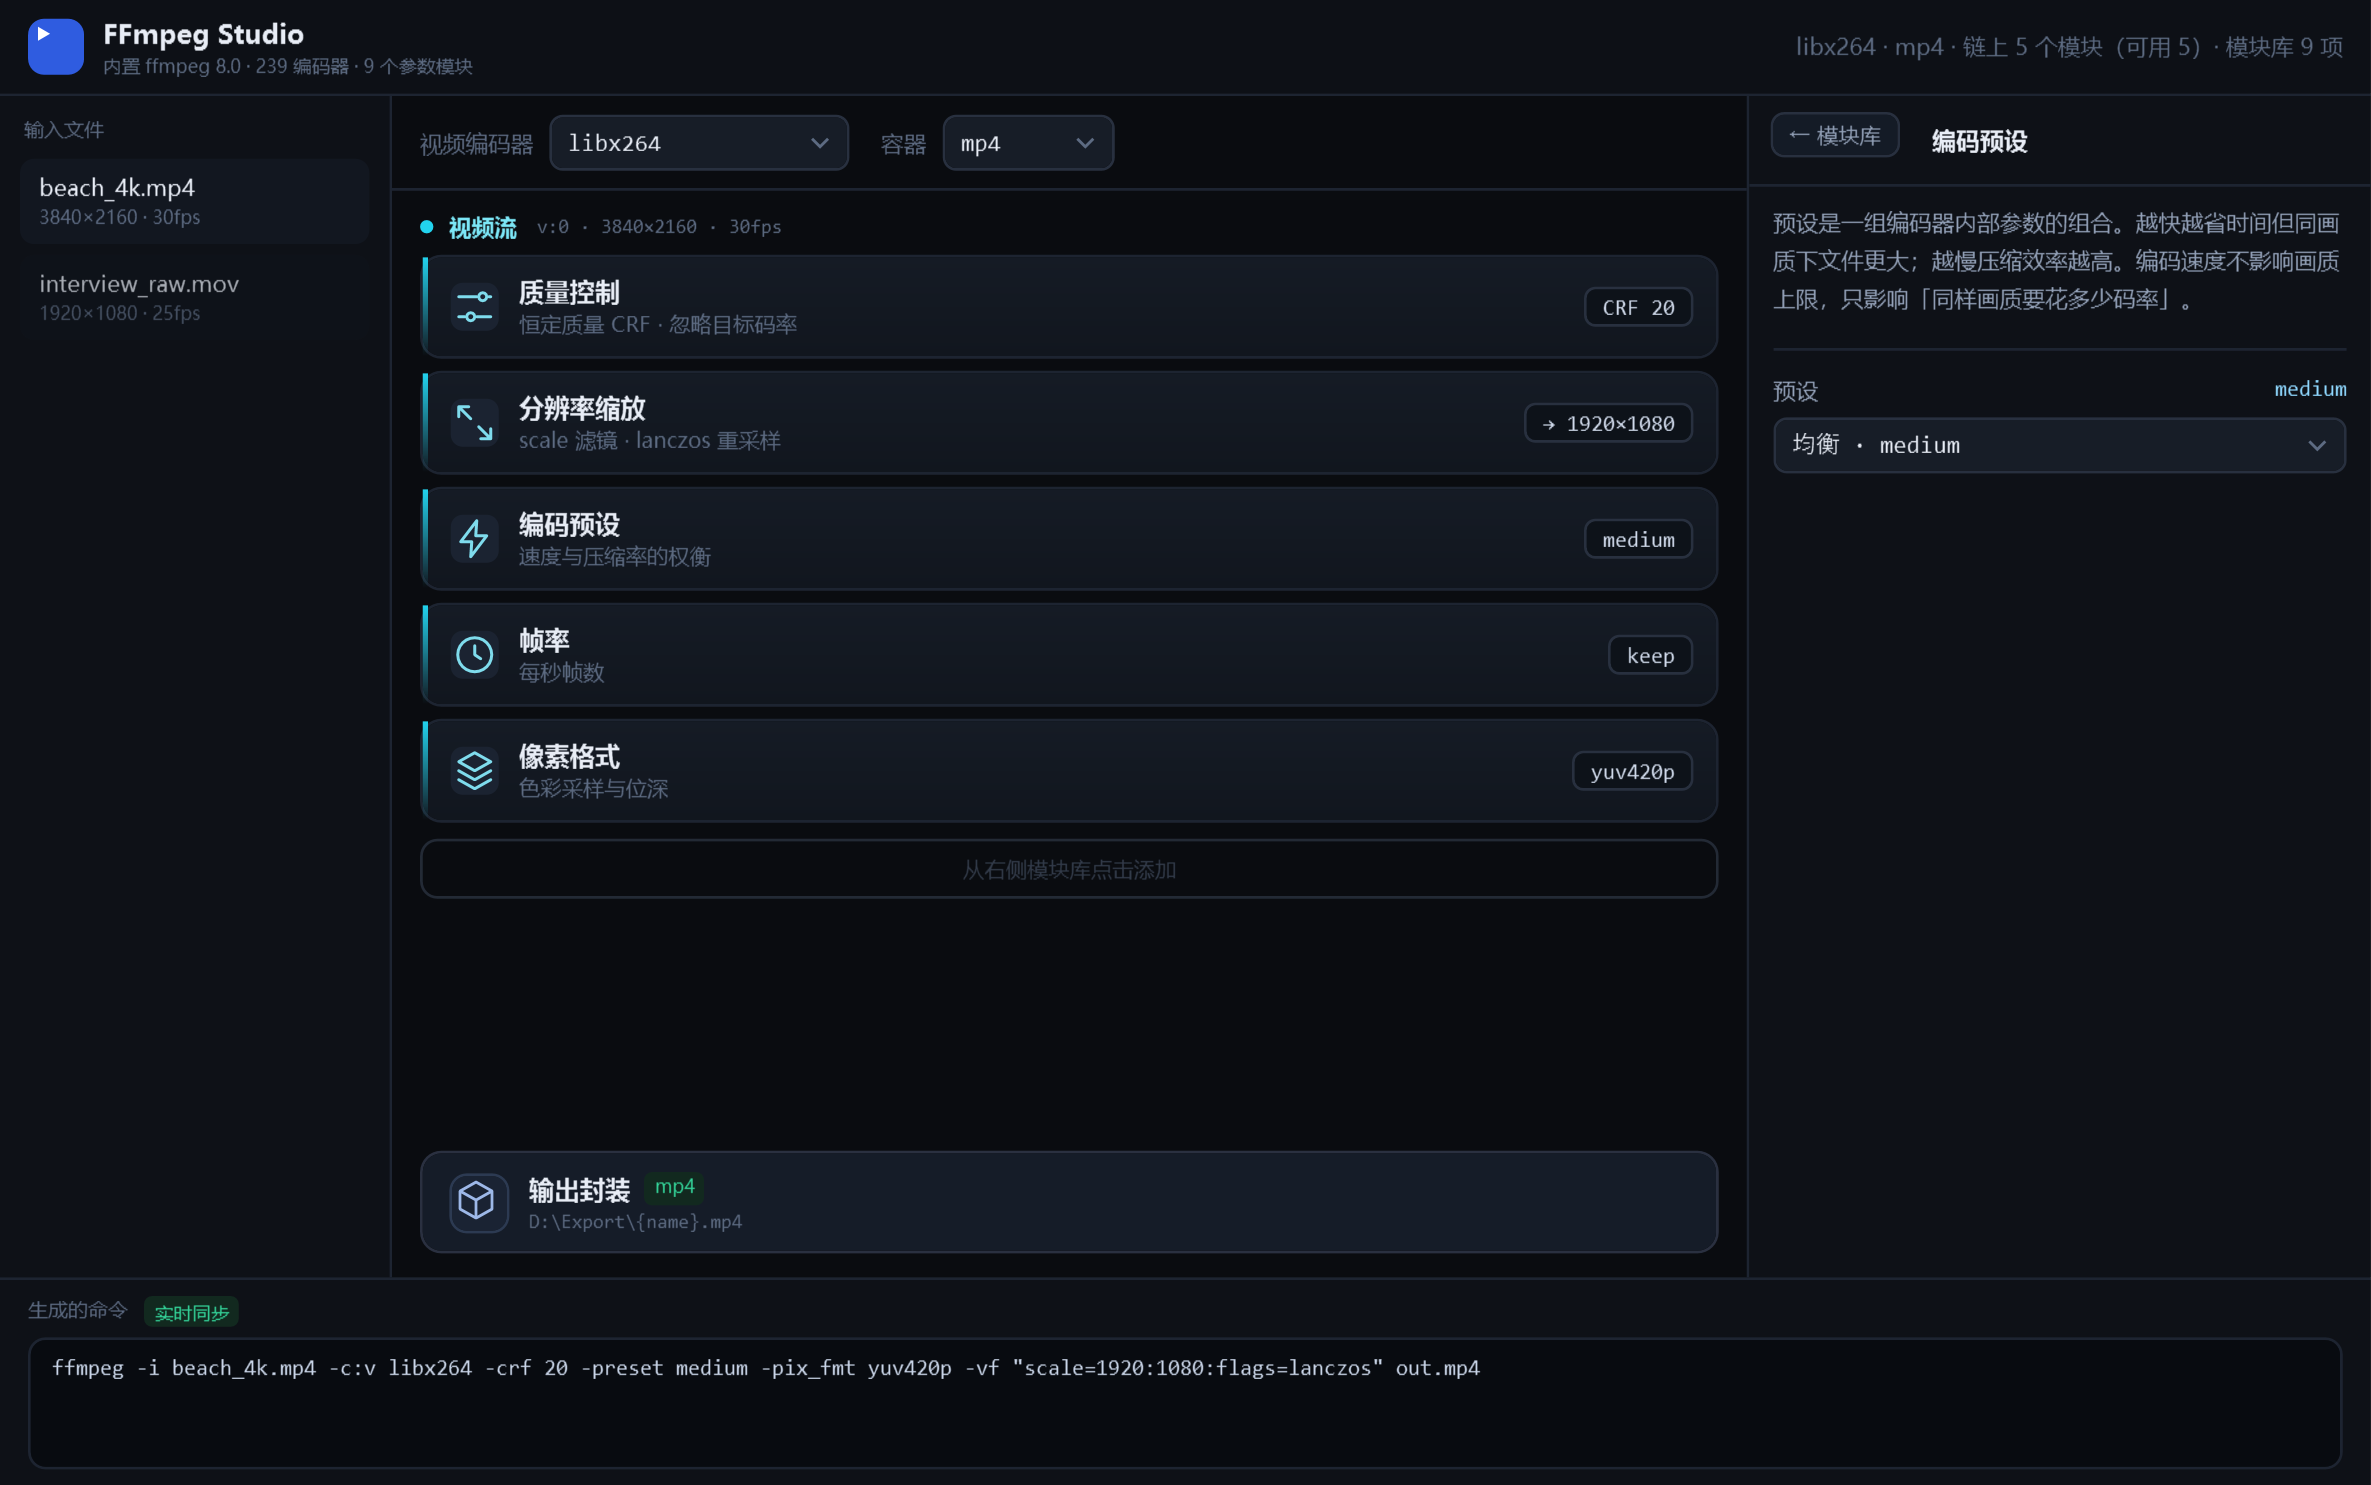 FFmpeg Studio
内置 ffmpeg 8.0 · 239 编码器 · 9 个参数模块
libx264 · mp4 · 链上 5 个模块（可用 5）· 模块库 9 项
输入文件
beach_4k.mp4
3840×2160 · 30fps
interview_raw.mov
1920×1080 · 25fps
视频编码器 libx264 容器 mp4
视频流 v:0 · 3840×2160 · 30fps
质量控制
恒定质量 CRF · 忽略目标码率
CRF 20
分辨率缩放
scale 滤镜 · lanczos 重采样
→ 1920×1080
编码预设
速度与压缩率的权衡
medium
帧率
每秒帧数
keep
像素格式
色彩采样与位深
yuv420p
从右侧模块库点击添加
输出封装 mp4
D:\Export\{name}.mp4
← 模块库 编码预设
预设是一组编码器内部参数的组合。越快越省时间但同画
质下文件更大；越慢压缩效率越高。编码速度不影响画质
上限，只影响「同样画质要花多少码率」。
预设 medium
均衡 · medium
生成的命令 实时同步
ffmpeg -i beach_4k.mp4 -c:v libx264 -crf 20 -preset medium -pix_fmt yuv420p -vf "scale=1920:1080:flags=lanczos" out.mp4